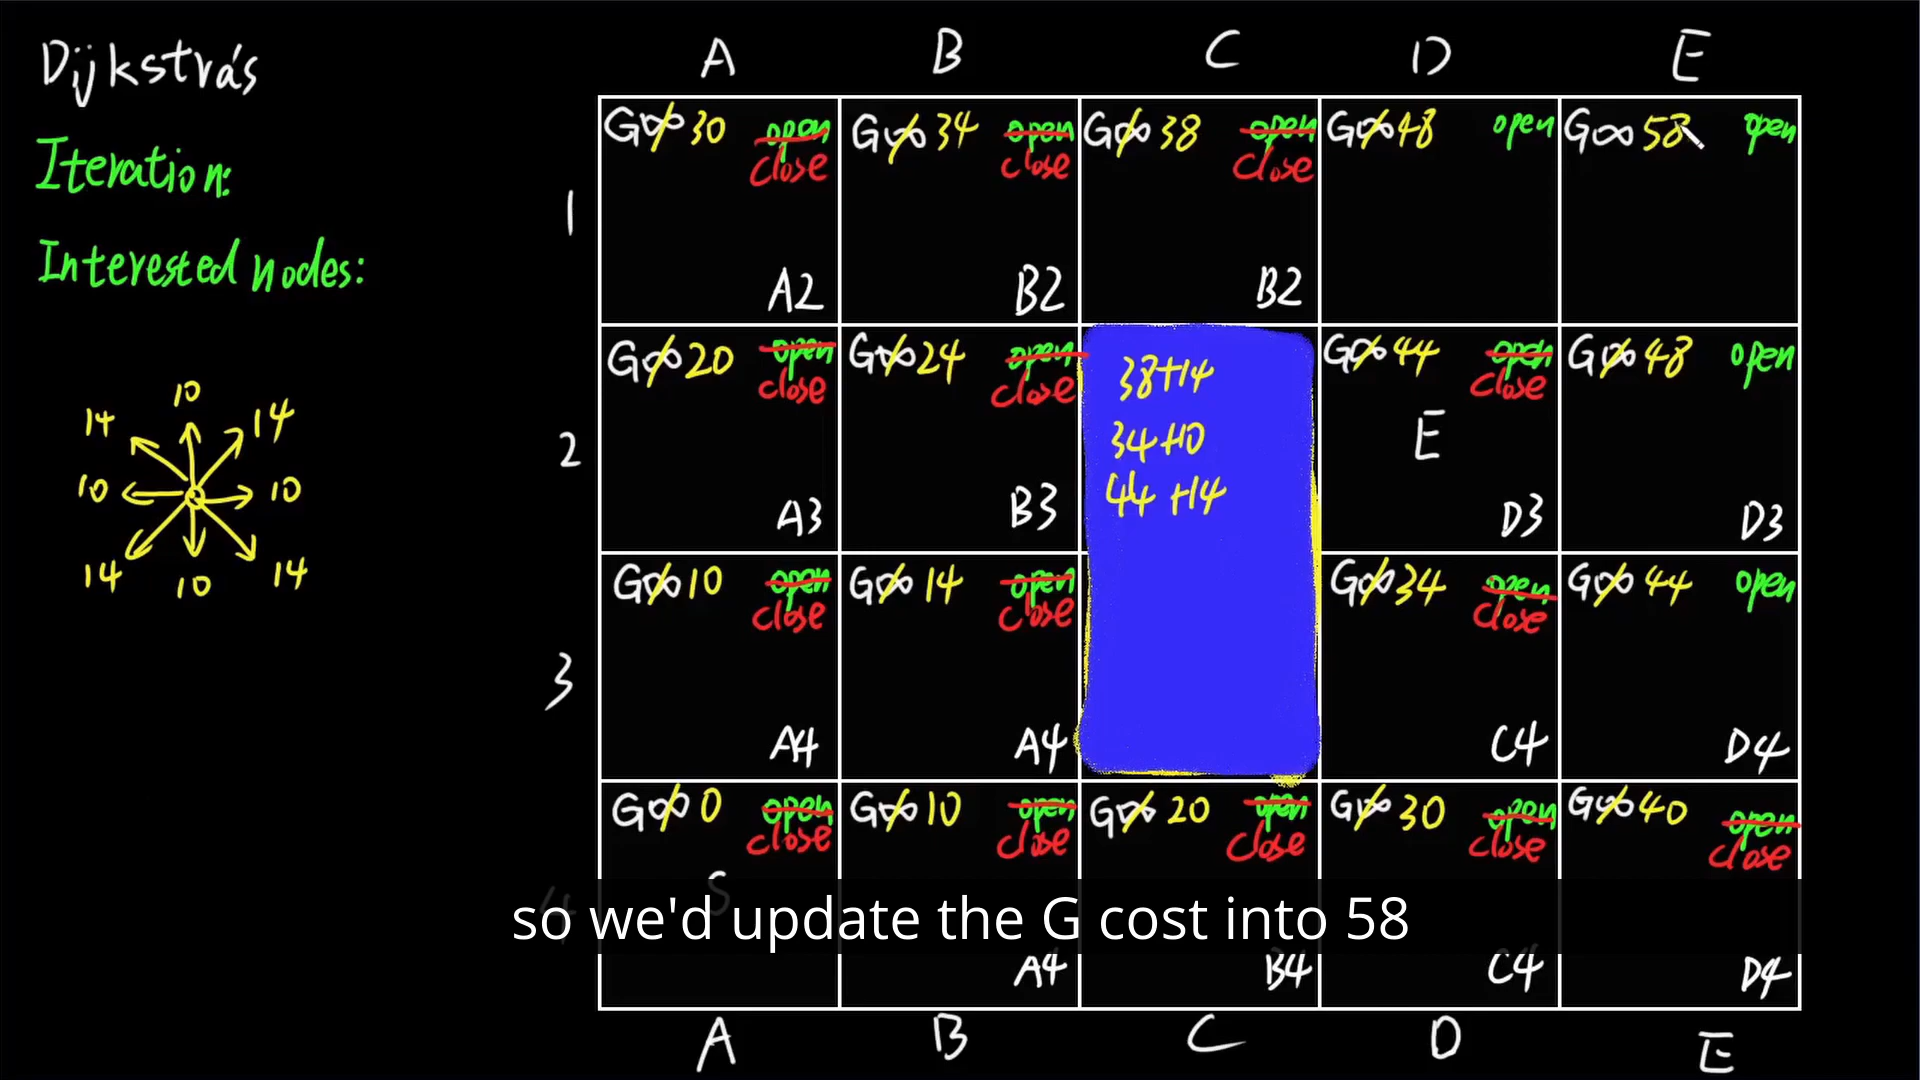 Dijkstra's
Iteration:
Interested nodes:
10
14 14
10 10
14 10 14
A B C D E
1
G∞ 30 open close A2
G∞ 34 open close B2
G∞ 38 open close B2
G∞ 48 open
G∞ 58 open
2
G∞ 20 open close A3
G∞ 24 open close B3
38+14
34+10
44+14
G∞ 44 open close E D3
G∞ 48 open D3
3
G∞ 10 open close A4
G∞ 14 open close A4
G∞ 34 open close C4
G∞ 44 open D4
4
G∞ 0 open close S
G∞ 10 open close A4
G∞ 20 open close B4
G∞ 30 open close C4
G∞ 40 open close D4
so we'd update the G cost into 58
A B C D E